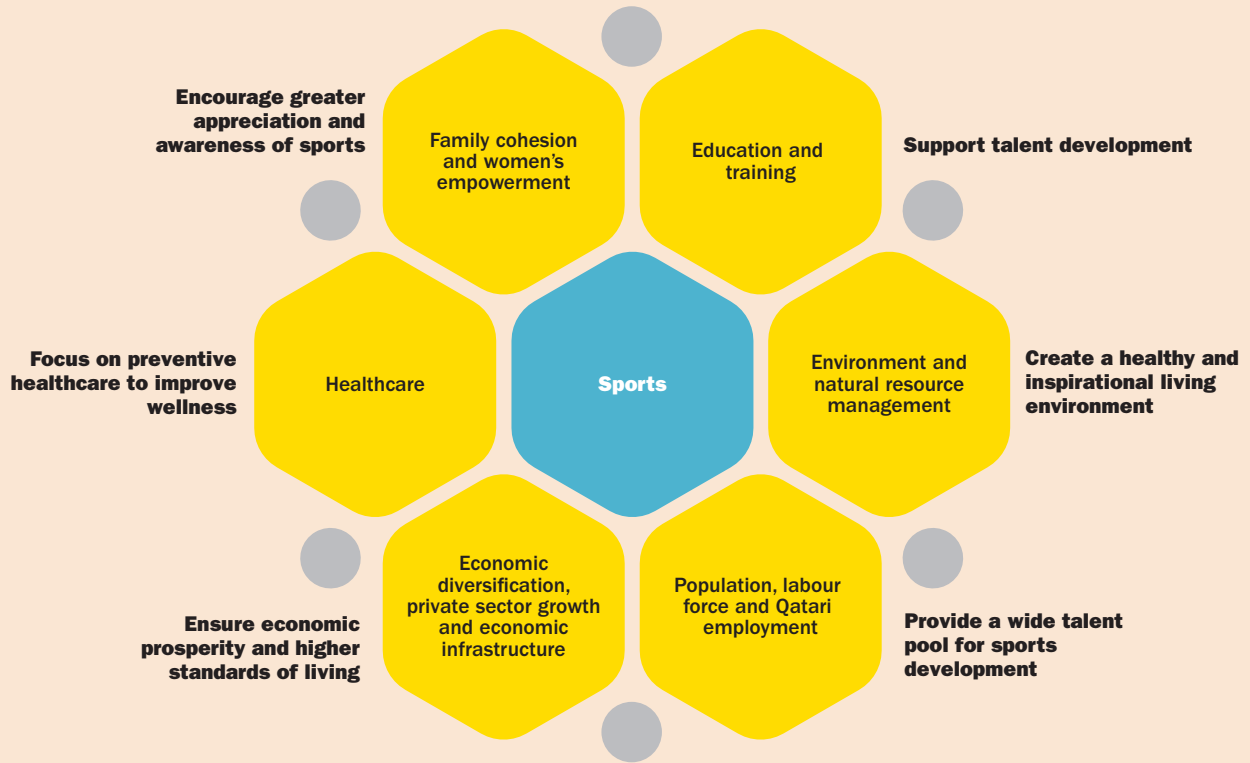 Encourage greater
appreciation and
awareness of sports
Family cohesion
and women’s
empowerment
Education and
training
Support talent development
Focus on preventive
healthcare to improve
wellness
Healthcare
Sports
Environment and
natural resource
management
Create a healthy and
inspirational living
environment
Ensure economic
prosperity and higher
standards of living
Economic
diversification,
private sector growth
and economic
infrastructure
Population, labour
force and Qatari
employment
Provide a wide talent
pool for sports
development